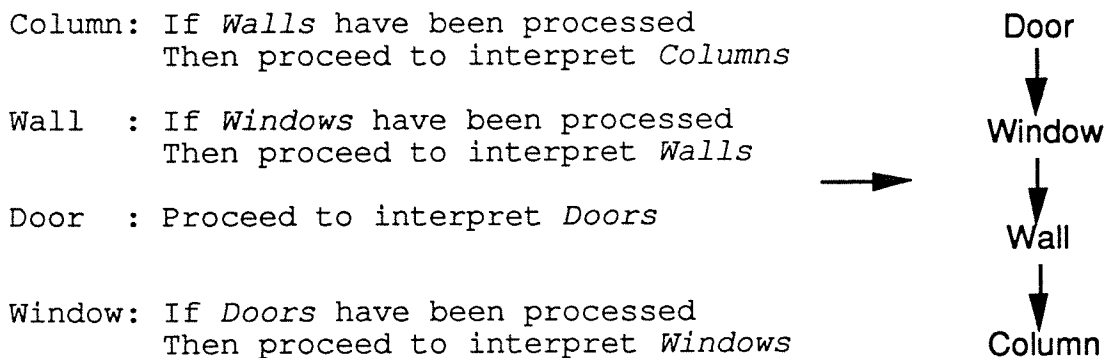 Column: If Walls have been processed
Then proceed to interpret Columns
Wall : If Windows have been processed
Then proceed to interpret Walls
Door : Proceed to interpret Doors
Window: If Doors have been processed
Then proceed to interpret Windows
Door
Window
Wall
Column